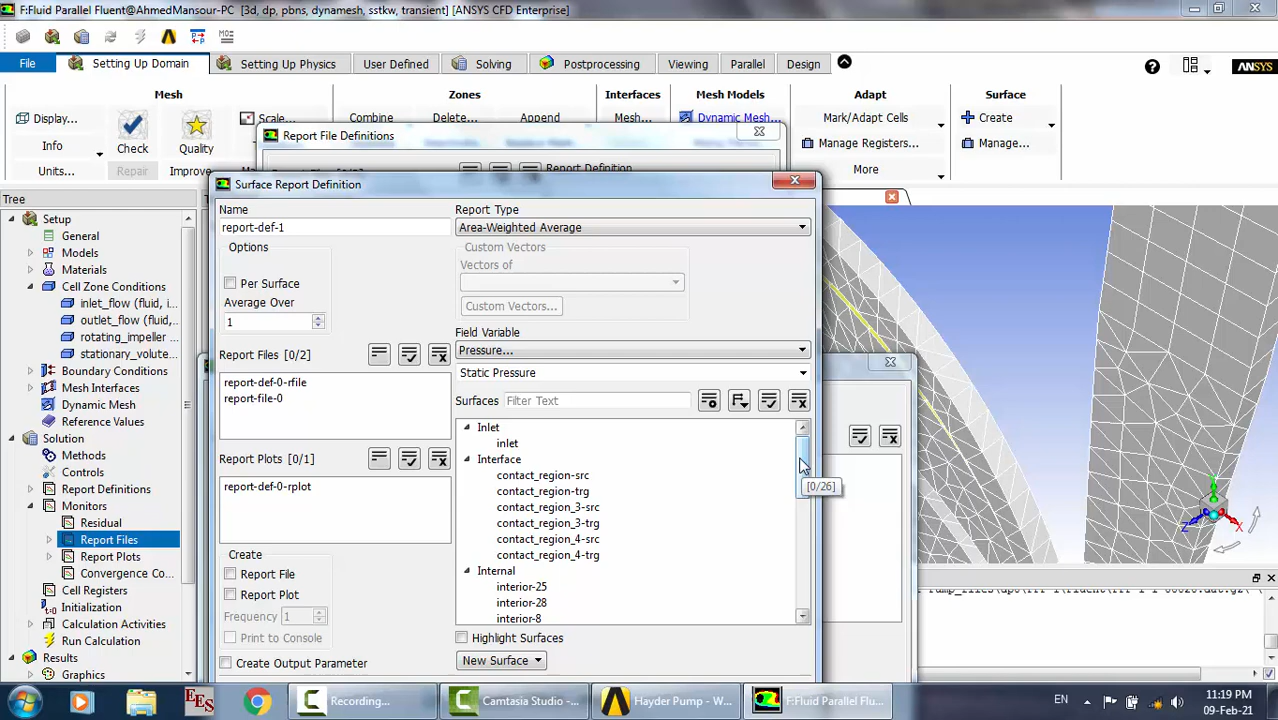 F:Fluid Parallel Fluent@AhmedMansour-PC [3d, dp, pbns, dynamesh, sstkw, transient] [ANSYS CFD Enterprise]
File
Setting Up Domain
Setting Up Physics
User Defined
Solving
Postprocessing
Viewing
Parallel
Design
ANSYS
Mesh
Zones
Interfaces
Mesh Models
Adapt
Surface
Display...
Info
Units...
Check
Repair
Quality
Improve
Scale...
Combine
Delete...
Append
Mesh...
Dynamic Mesh...
Mark/Adapt Cells
Manage Registers...
More
Create
Manage...
Report File Definitions
Report Definition
Tree
Setup
General
Models
Materials
Cell Zone Conditions
inlet_flow (fluid, i...
outlet_flow (fluid,...
rotating_impeller
stationary_volute...
Boundary Conditions
Mesh Interfaces
Dynamic Mesh
Reference Values
Solution
Methods
Controls
Report Definitions
Monitors
Residual
Report Files
Report Plots
Convergence Co...
Cell Registers
Initialization
Calculation Activities
Run Calculation
Results
Graphics
Surface Report Definition
Name
report-def-1
Options
Per Surface
Average Over
1
Report Files [0/2]
report-def-0-rfile
report-file-0
Report Plots [0/1]
report-def-0-rplot
Create
Report File
Report Plot
Frequency 1
Print to Console
Create Output Parameter
Report Type
Area-Weighted Average
Custom Vectors
Vectors of
Custom Vectors...
Field Variable
Pressure...
Static Pressure
Surfaces
Filter Text
Inlet
inlet
Interface
contact_region-src
contact_region-trg
contact_region_3-src
contact_region_3-trg
contact_region_4-src
contact_region_4-trg
Internal
interior-25
interior-28
interior-8
[0/26]
Highlight Surfaces
New Surface
Y
Z
X
Recording...
Camtasia Studio -...
Hayder Pump - W...
F:Fluid Parallel Flu...
EES
EN
11:19 PM
09-Feb-21